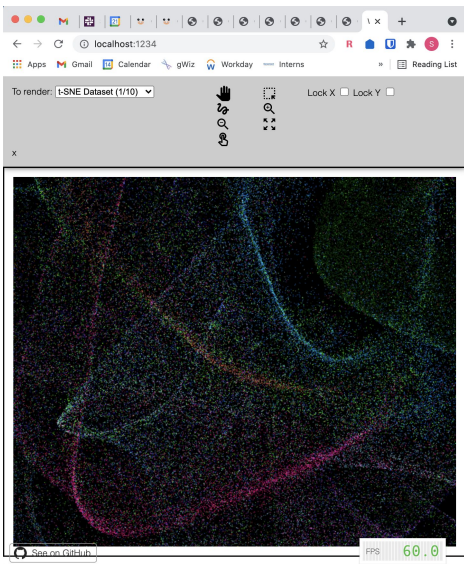 localhost:1234
Apps M Gmail 14 Calendar gWiz Workday Interns » Reading List
To render: t-SNE Dataset (1/10) Lock X Lock Y
x
See on GitHub
FPS 60.0